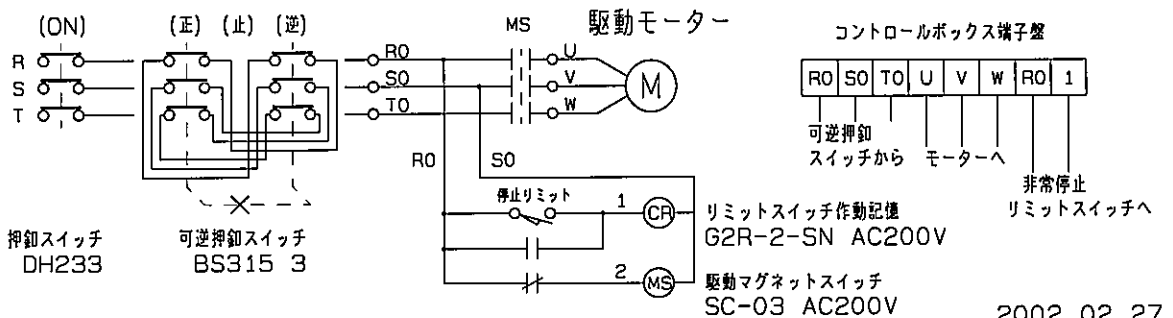 (ON) (正) (止) (逆) MS 駆動モーター
コントロールボックス端子盤
R RO U
S SO V M
T TO W
RO SO TO U V W RO 1
可逆押釦
スイッチから モーターへ
非常停止
リミットスイッチへ
RO SO
停止リミット 1 CR リミットスイッチ作動記憶
G2R-2-SN AC200V
押釦スイッチ 可逆押釦スイッチ
DH233 BS315 3
2 MS 駆動マグネットスイッチ
SC-03 AC200V
2002 02 27